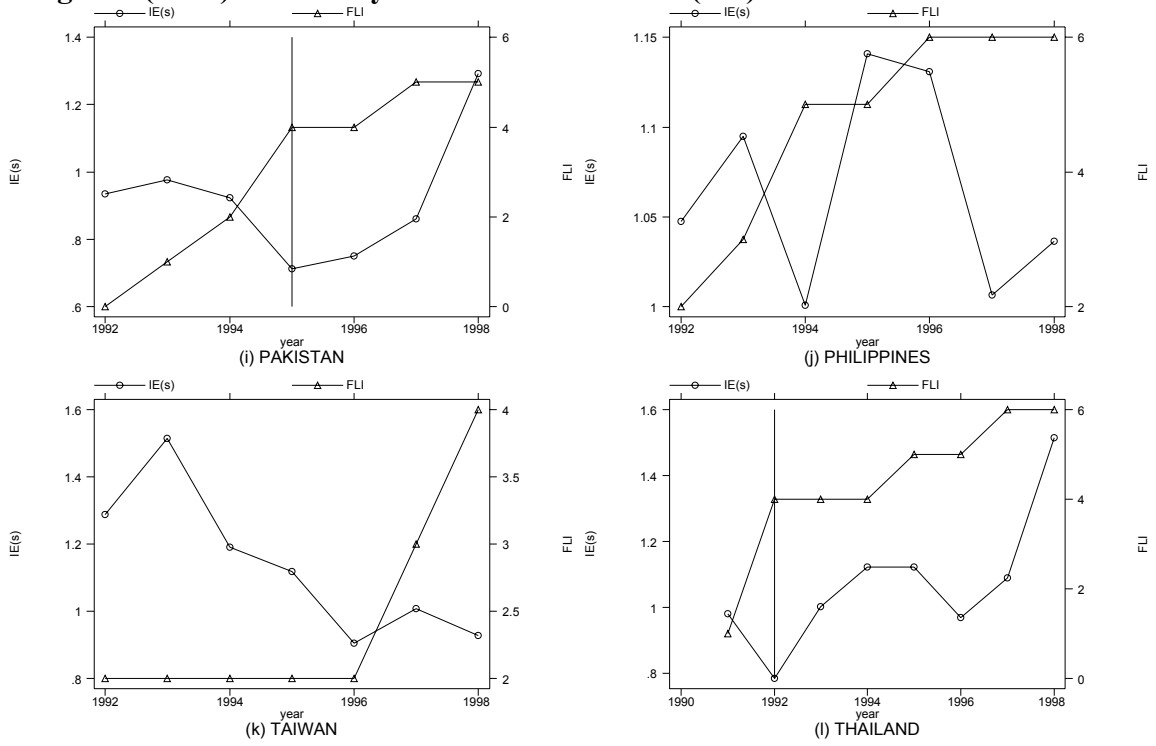 IE(s) FLI
1.4
1.2
1
.8
.6
IE(s)
6
4
2
0
FLI
1992 1994 1996 1998
year
(i) PAKISTAN
IE(s) FLI
1.15
1.1
1.05
1
IE(s)
6
4
2
FLI
1992 1994 1996 1998
year
(j) PHILIPPINES
IE(s) FLI
1.6
1.4
1.2
1
.8
IE(s)
4
3.5
3
2.5
2
FLI
1992 1994 1996 1998
year
(k) TAIWAN
IE(s) FLI
1.6
1.4
1.2
1
.8
IE(s)
6
4
2
0
FLI
1990 1992 1994 1996 1998
year
(l) THAILAND